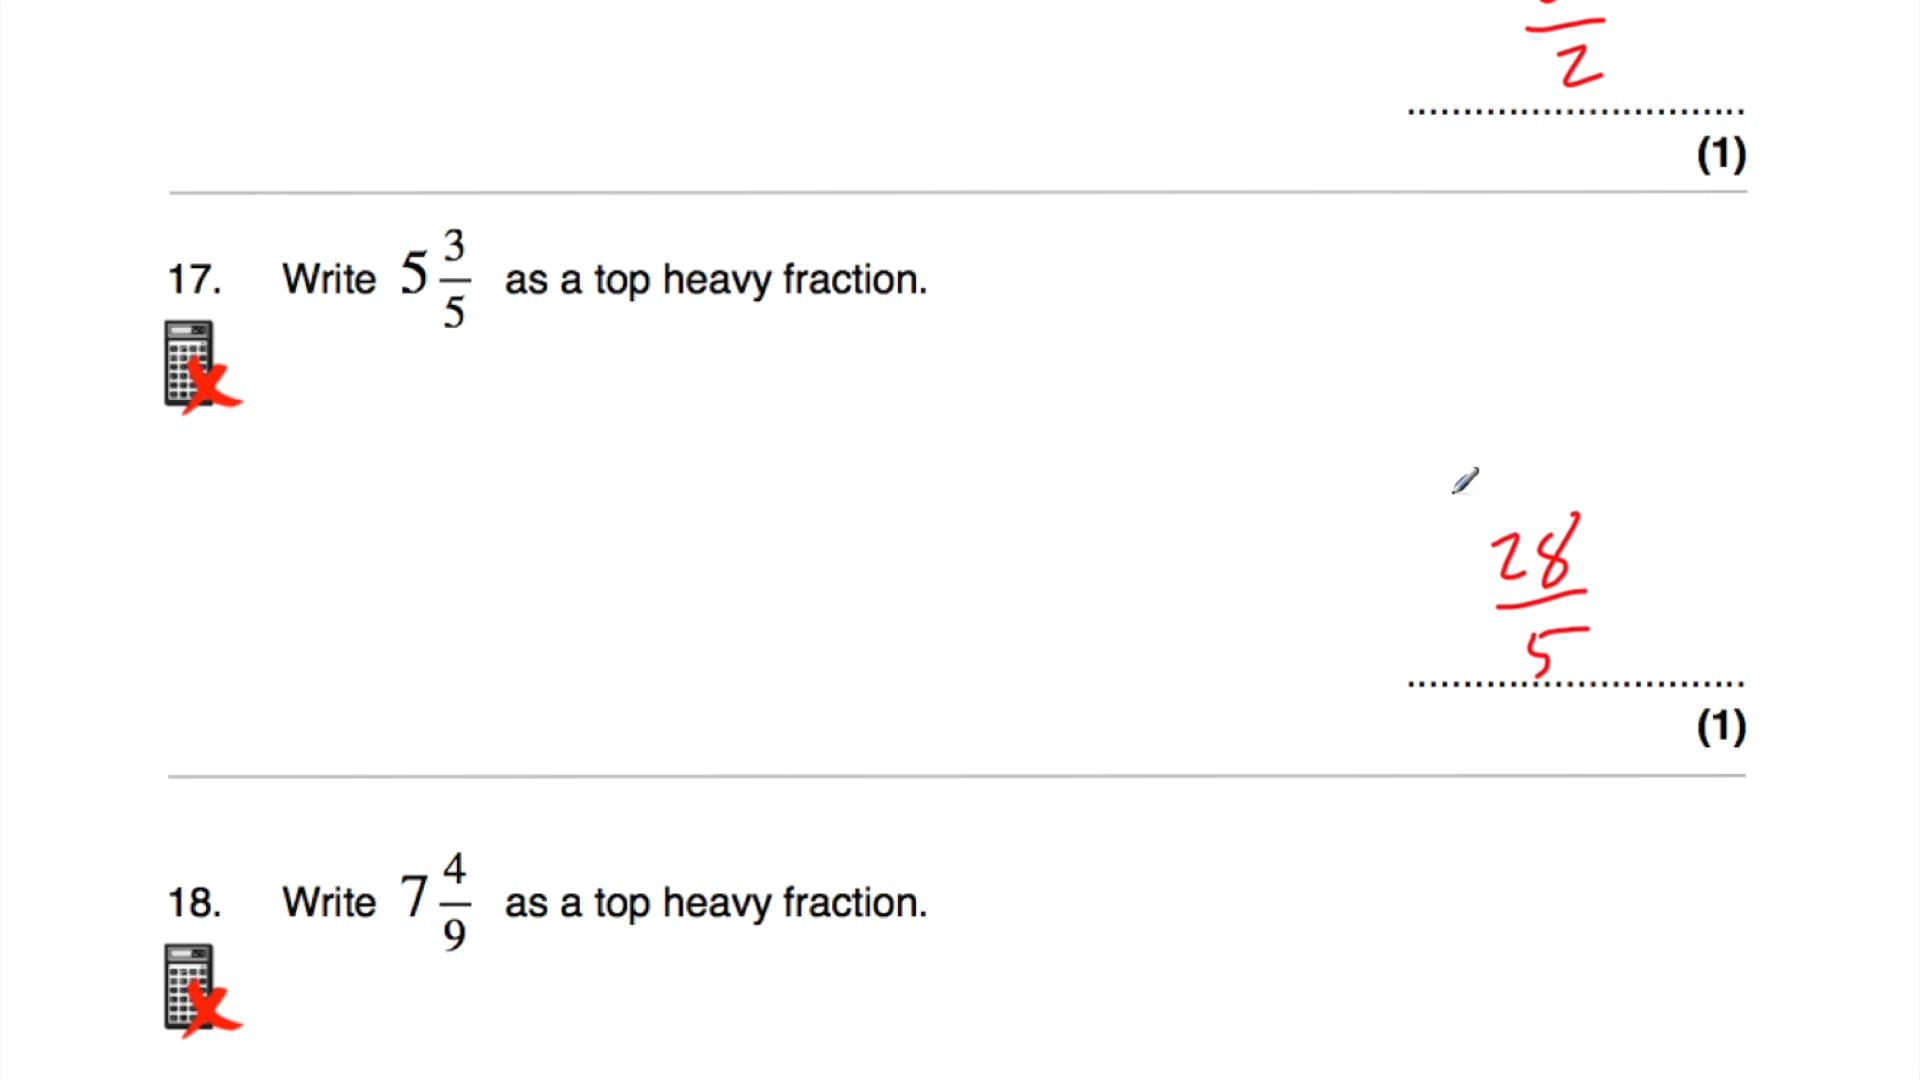 2
(1)
17. Write 5 3/5 as a top heavy fraction.
28
5
(1)
18. Write 7 4/9 as a top heavy fraction.